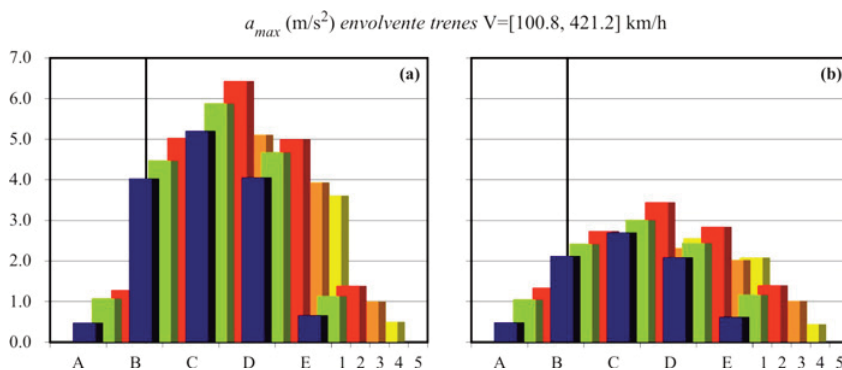 a_max (m/s²) envolvente trenes V=[100.8, 421.2] km/h
(a)
7.0
6.0
5.0
4.0
3.0
2.0
1.0
0.0
A B C D E 1 2 3 4 5
(b)
A B C D E 1 2 3 4 5